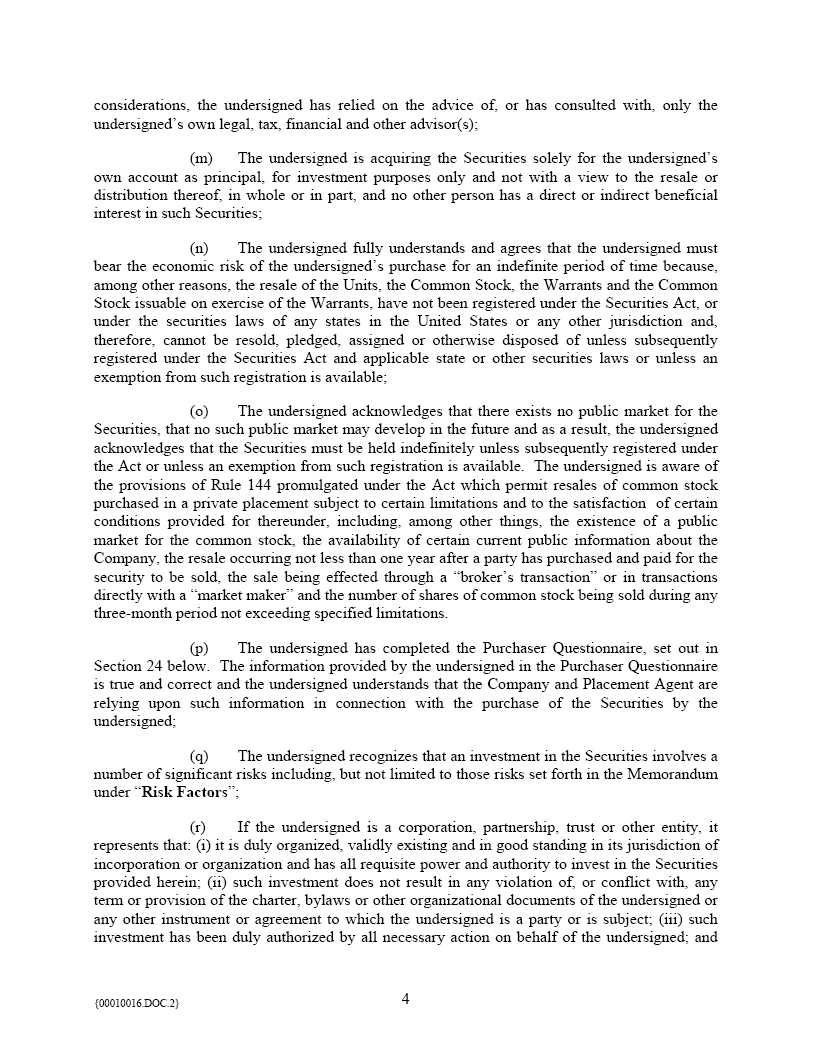 considerations, the undersigned has relied on the advice of, or has consulted with, only the
undersigned’s own legal, tax, financial and other advisor(s);
(m) The undersigned is acquiring the Securities solely for the undersigned’s
own account as principal, for investment purposes only and not with a view to the resale or
distribution thereof, in whole or in part, and no other person has a direct or indirect beneficial
interest in such Securities;
(n) The undersigned fully understands and agrees that the undersigned must
bear the economic risk of the undersigned’s purchase for an indefinite period of time because,
among other reasons, the resale of the Units, the Common Stock, the Warrants and the Common
Stock issuable on exercise of the Warrants, have not been registered under the Securities Act, or
under the securities laws of any states in the United States or any other jurisdiction and,
therefore, cannot be resold, pledged, assigned or otherwise disposed of unless subsequently
registered under the Securities Act and applicable state or other securities laws or unless an
exemption from such registration is available;
(o) The undersigned acknowledges that there exists no public market for the
Securities, that no such public market may develop in the future and as a result, the undersigned
acknowledges that the Securities must be held indefinitely unless subsequently registered under
the Act or unless an exemption from such registration is available. The undersigned is aware of
the provisions of Rule 144 promulgated under the Act which permit resales of common stock
purchased in a private placement subject to certain limitations and to the satisfaction of certain
conditions provided for thereunder, including, among other things, the existence of a public
market for the common stock, the availability of certain current public information about the
Company, the resale occurring not less than one year after a party has purchased and paid for the
security to be sold, the sale being effected through a “broker’s transaction” or in transactions
directly with a “market maker” and the number of shares of common stock being sold during any
three-month period not exceeding specified limitations.
(p) The undersigned has completed the Purchaser Questionnaire, set out in
Section 24 below. The information provided by the undersigned in the Purchaser Questionnaire
is true and correct and the undersigned understands that the Company and Placement Agent are
relying upon such information in connection with the purchase of the Securities by the
undersigned;
(q) The undersigned recognizes that an investment in the Securities involves a
number of significant risks including, but not limited to those risks set forth in the Memorandum
under “Risk Factors”;
(r) If the undersigned is a corporation, partnership, trust or other entity, it
represents that: (i) it is duly organized, validly existing and in good standing in its jurisdiction of
incorporation or organization and has all requisite power and authority to invest in the Securities
provided herein; (ii) such investment does not result in any violation of, or conflict with, any
term or provision of the charter, bylaws or other organizational documents of the undersigned or
any other instrument or agreement to which the undersigned is a party or is subject; (iii) such
investment has been duly authorized by all necessary action on behalf of the undersigned; and
{00010016.DOC.2}
4